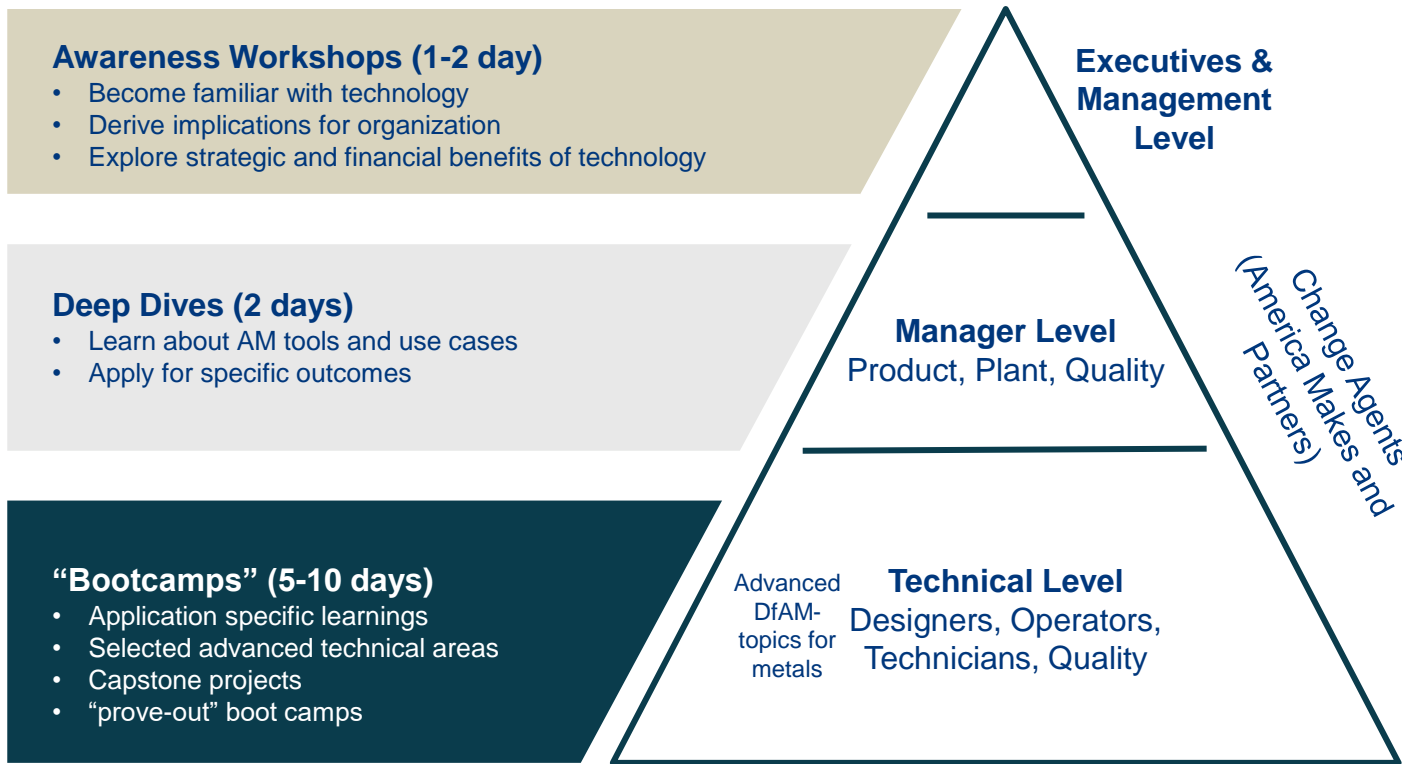 Awareness Workshops (1-2 day)
• Become familiar with technology
• Derive implications for organization
• Explore strategic and financial benefits of technology
Executives &
Management
Level
Deep Dives (2 days)
• Learn about AM tools and use cases
• Apply for specific outcomes
Manager Level
Product, Plant, Quality
Change Agents
(America Makes and
Partners)
“Bootcamps” (5-10 days)
• Application specific learnings
• Selected advanced technical areas
• Capstone projects
• “prove-out” boot camps
Advanced
DfAM-
topics for
metals
Technical Level
Designers, Operators,
Technicians, Quality